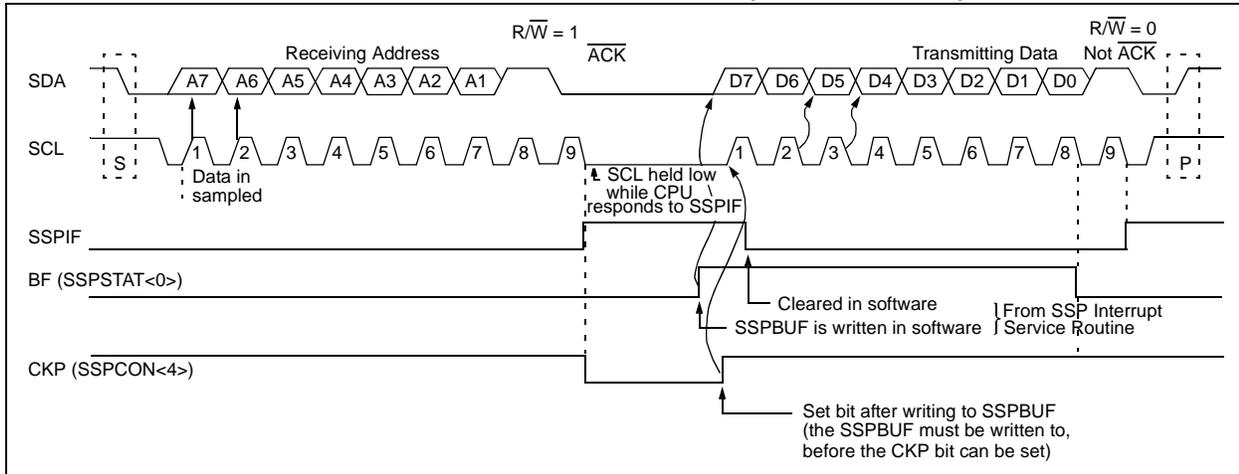 R/W = 1
R/W = 0
Receiving Address
ACK
Transmitting Data
Not ACK
SDA
A7 A6 A5 A4 A3 A2 A1
D7 D6 D5 D4 D3 D2 D1 D0
SCL
S
1 2 3 4 5 6 7 8 9
1 2 3 4 5 6 7 8 9
P
Data in
sampled
SCL held low
while CPU
responds to SSPIF
SSPIF
BF (SSPSTAT<0>)
Cleared in software
SSPBUF is written in software
From SSP Interrupt
Service Routine
CKP (SSPCON<4>)
Set bit after writing to SSPBUF
(the SSPBUF must be written to,
before the CKP bit can be set)